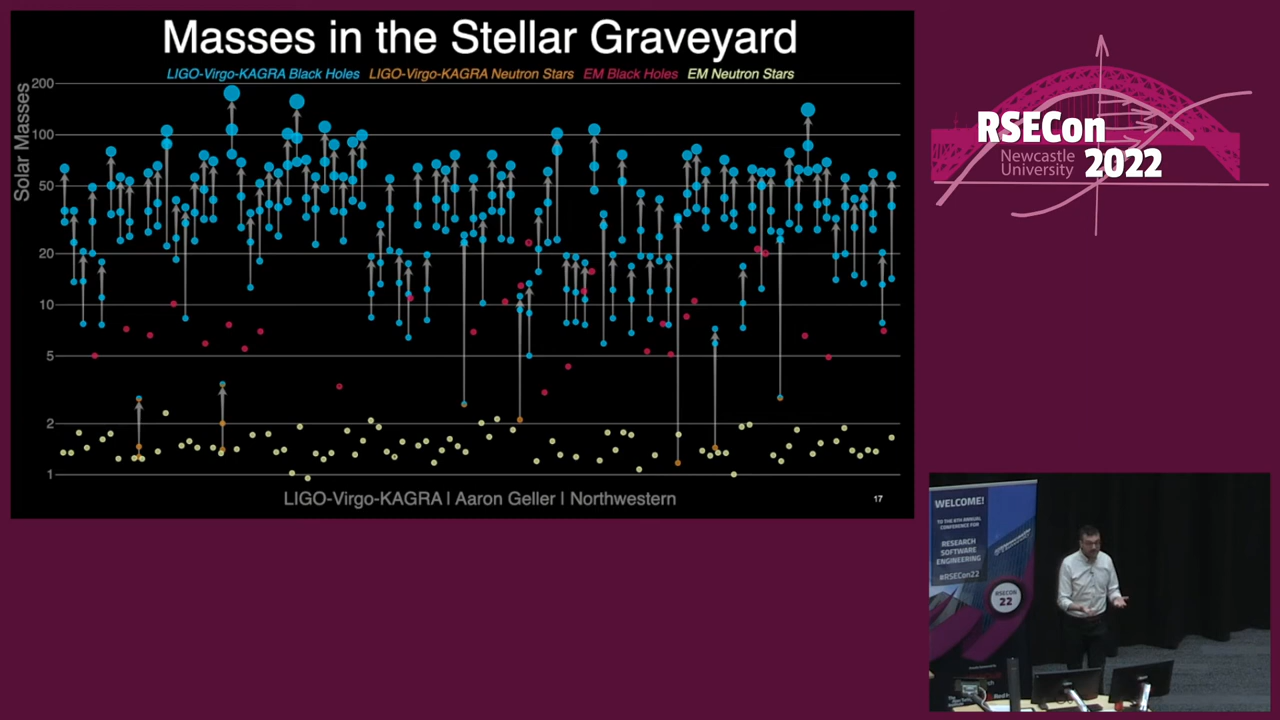 Masses in the Stellar Graveyard
LIGO-Virgo-KAGRA Black Holes LIGO-Virgo-KAGRA Neutron Stars EM Black Holes EM Neutron Stars
Solar Masses
200
100
50
20
10
5
2
1
LIGO-Virgo-KAGRA | Aaron Geller | Northwestern
17
RSECon
Newcastle
University
2022
WELCOME!
TO THE 6TH ANNUAL
CONFERENCE FOR
RESEARCH
SOFTWARE
ENGINEERING
#RSECon22
RSECON
22